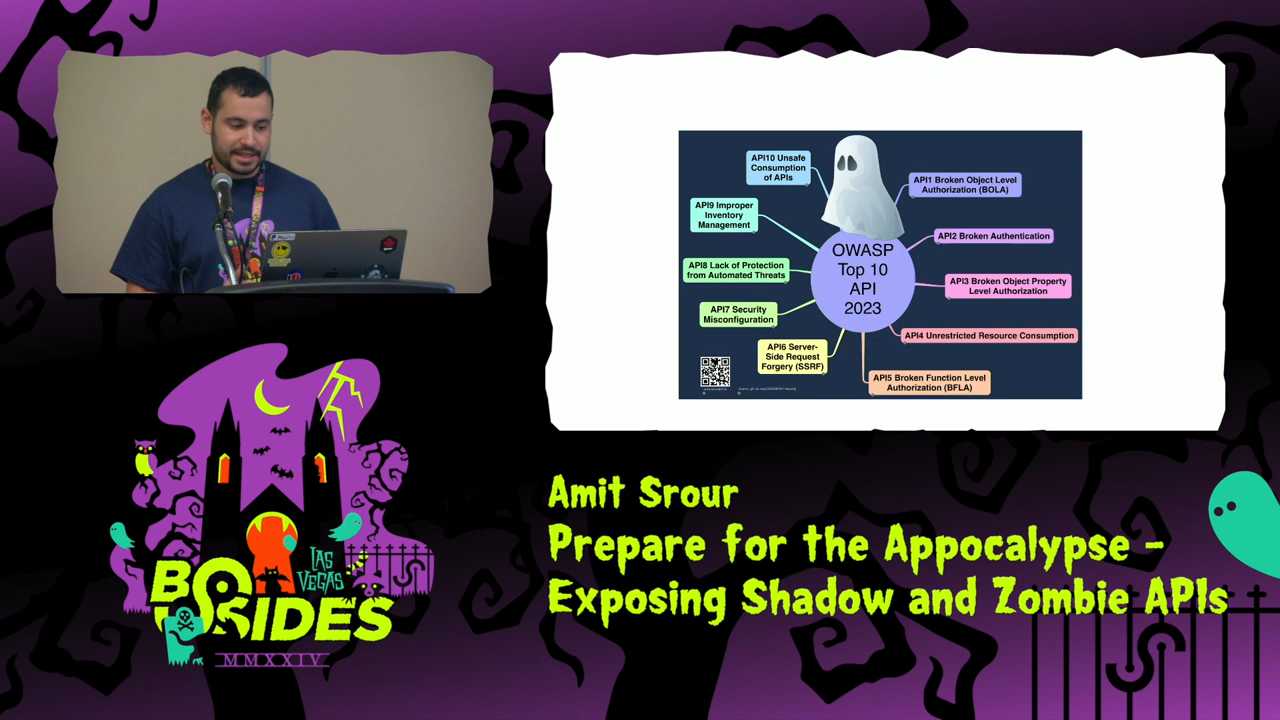 API10 Unsafe
Consumption
of APIs
API1 Broken Object Level
Authorization (BOLA)
API9 Improper
Inventory
Management
API2 Broken Authentication
OWASP
Top 10
API
2023
API8 Lack of Protection
from Automated Threats
API3 Broken Object Property
Level Authorization
API7 Security
Misconfiguration
API4 Unrestricted Resource Consumption
API6 Server-
Side Request
Forgery (SSRF)
API5 Broken Function Level
Authorization (BFLA)
Amit Srour
Prepare for the Appocalypse -
Exposing Shadow and Zombie APIs
BSIDES
LAS
VEGAS
MMXXIV